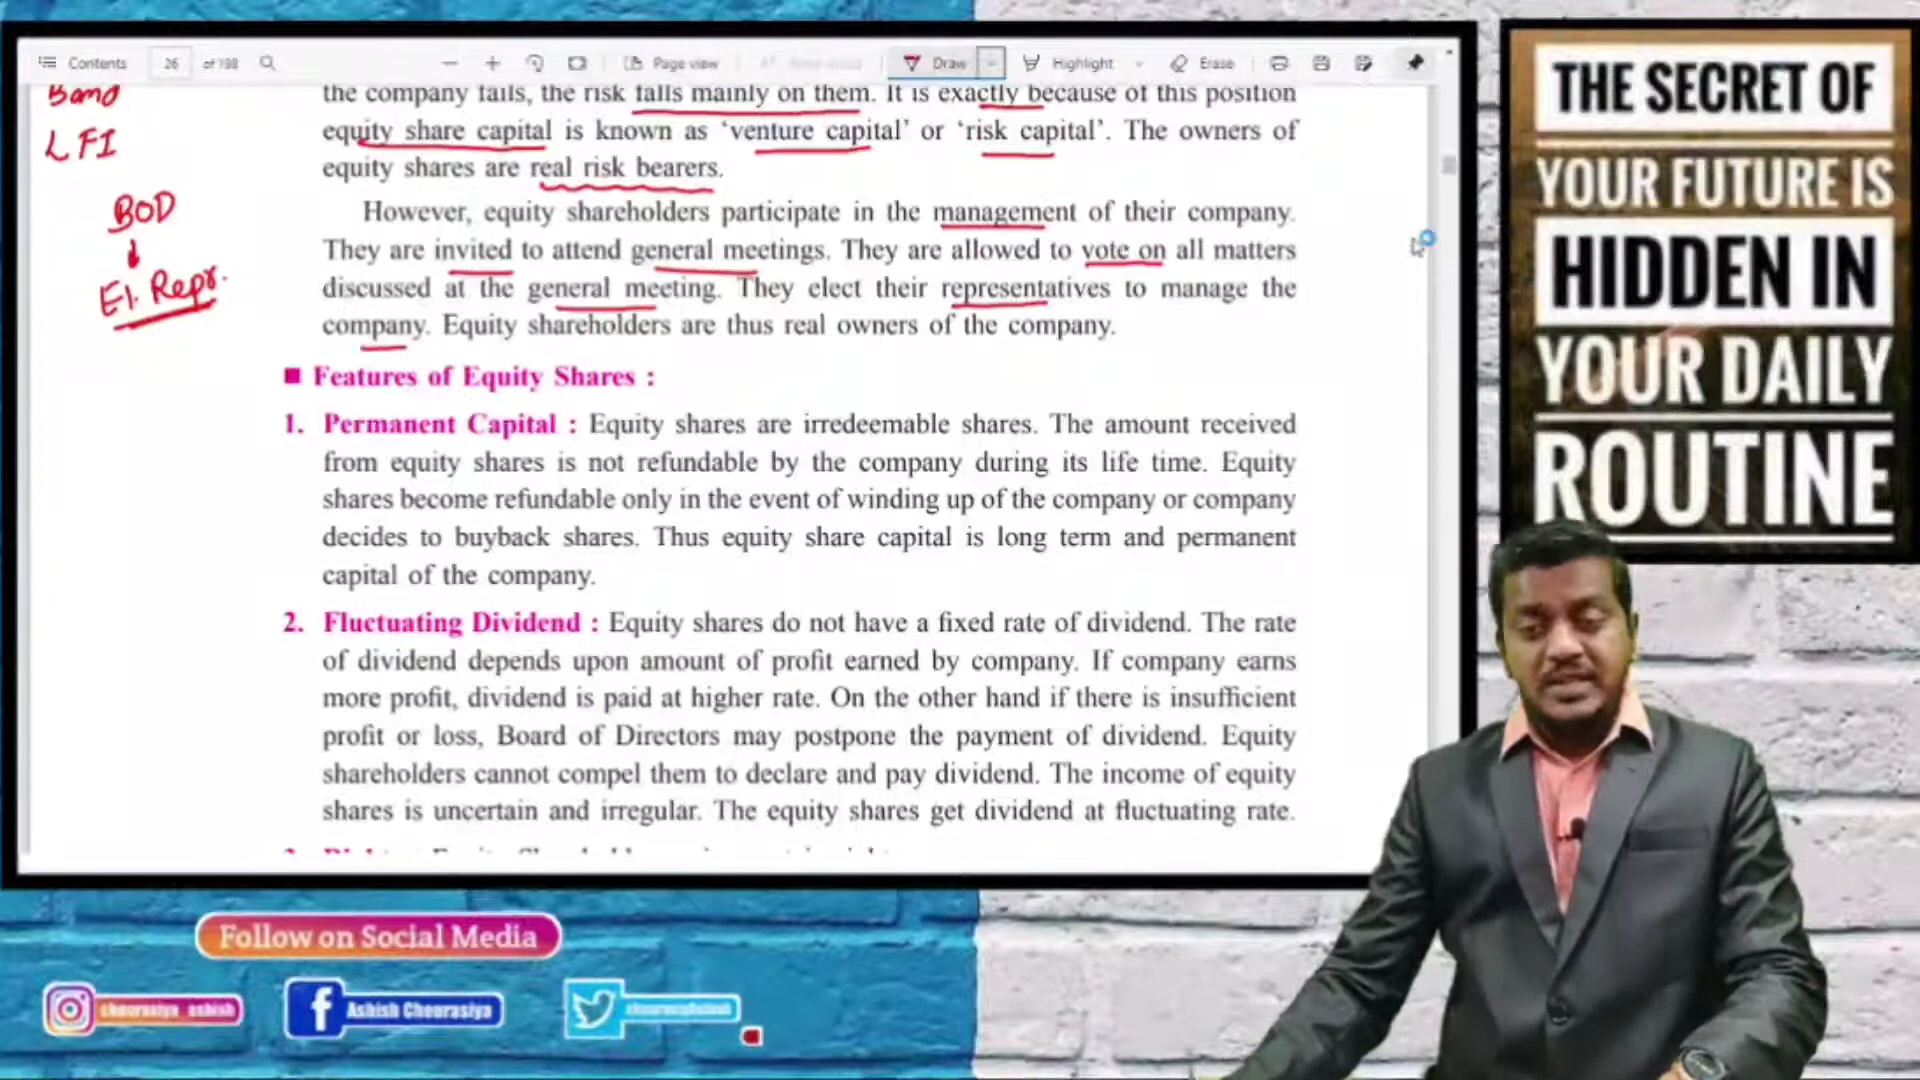 Contents 26 of 198 Page view Draw Highlight Erase
Bond
LFI
BOD
El. Repr.
the company fails, the risk falls mainly on them. It is exactly because of this position
equity share capital is known as ‘venture capital’ or ‘risk capital’. The owners of
equity shares are real risk bearers.
However, equity shareholders participate in the management of their company.
They are invited to attend general meetings. They are allowed to vote on all matters
discussed at the general meeting. They elect their representatives to manage the
company. Equity shareholders are thus real owners of the company.
■ Features of Equity Shares :
1. Permanent Capital : Equity shares are irredeemable shares. The amount received
from equity shares is not refundable by the company during its life time. Equity
shares become refundable only in the event of winding up of the company or company
decides to buyback shares. Thus equity share capital is long term and permanent
capital of the company.
2. Fluctuating Dividend : Equity shares do not have a fixed rate of dividend. The rate
of dividend depends upon amount of profit earned by company. If company earns
more profit, dividend is paid at higher rate. On the other hand if there is insufficient
profit or loss, Board of Directors may postpone the payment of dividend. Equity
shareholders cannot compel them to declare and pay dividend. The income of equity
shares is uncertain and irregular. The equity shares get dividend at fluctuating rate.
THE SECRET OF
YOUR FUTURE IS
HIDDEN IN
YOUR DAILY
ROUTINE
Follow on Social Media
chourasiya_ashish
Ashish Chourasiya